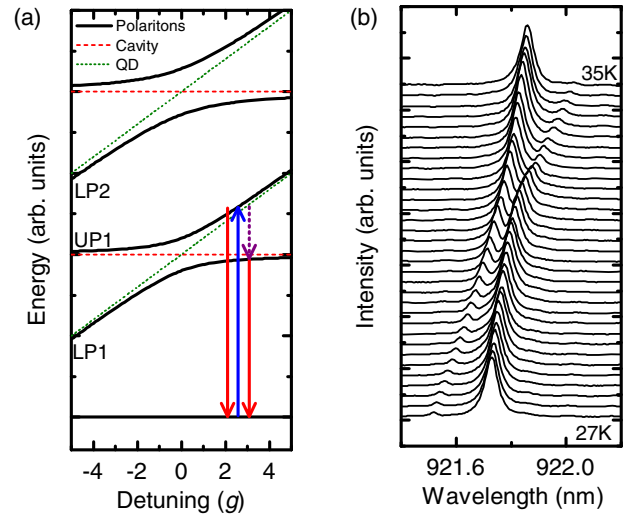 (a)
Polaritons
Cavity
QD
LP2
UP1
LP1
Energy (arb. units)
-4 -2 0 2 4
Detuning (g)
(b)
35K
27K
Intensity (arb. units)
921.6 922.0
Wavelength (nm)